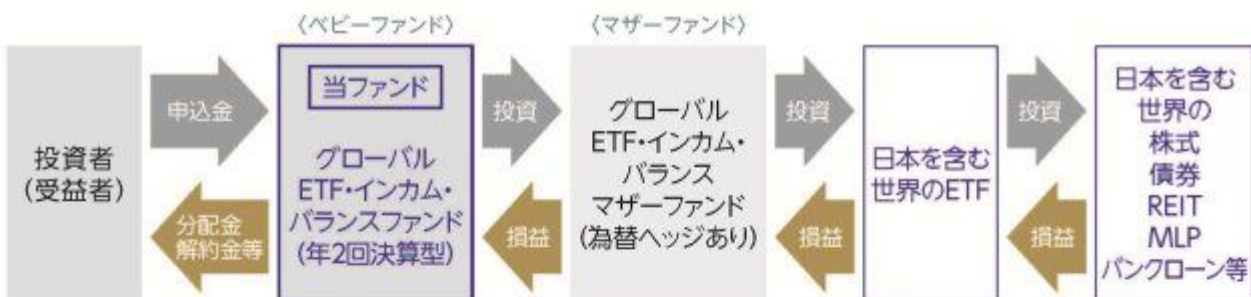 〈ベビーファンド〉
〈マザーファンド〉
投資者
(受益者)
申込金
分配金
解約金等
当ファンド
グローバル
ETF・インカム・
バランスファンド
(年2回決算型)
投資
損益
グローバル
ETF・インカム・
バランス
マザーファンド
(為替ヘッジあり)
投資
損益
日本を含む
世界のETF
投資
損益
日本を含む
世界の
株式
債券
REIT
MLP
バンクローン等